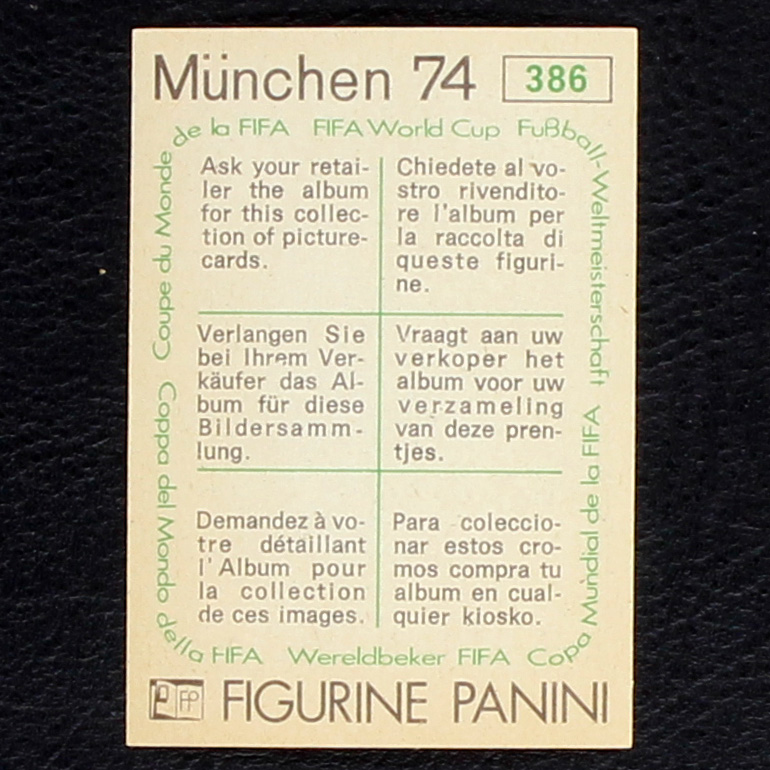 München 74
386
FIFA World Cup
Fußball-Weltmeisterschaft
Copa Mundial de la FIFA
Wereldbeker FIFA
Coppa del Mondo della FIFA
Coupe du Monde de la FIFA
Ask your retai-
ler the album
for this collec-
tion of picture-
cards.
Chiedete al vo-
stro rivendito-
re l'album per
la raccolta di
queste figuri-
ne.
Verlangen Sie
bei Ihrem Ver-
käufer das Al-
bum für diese
Bildersamm-
lung.
Vraagt aan uw
verkoper het
album voor uw
verzameling
van deze pren-
tjes.
Demandez à vo-
tre détaillant
l'Album pour
la collection
de ces images.
Para coleccio-
nar estos cro-
mos compra tu
album en cual-
quier kiosko.
FP FIGURINE PANINI